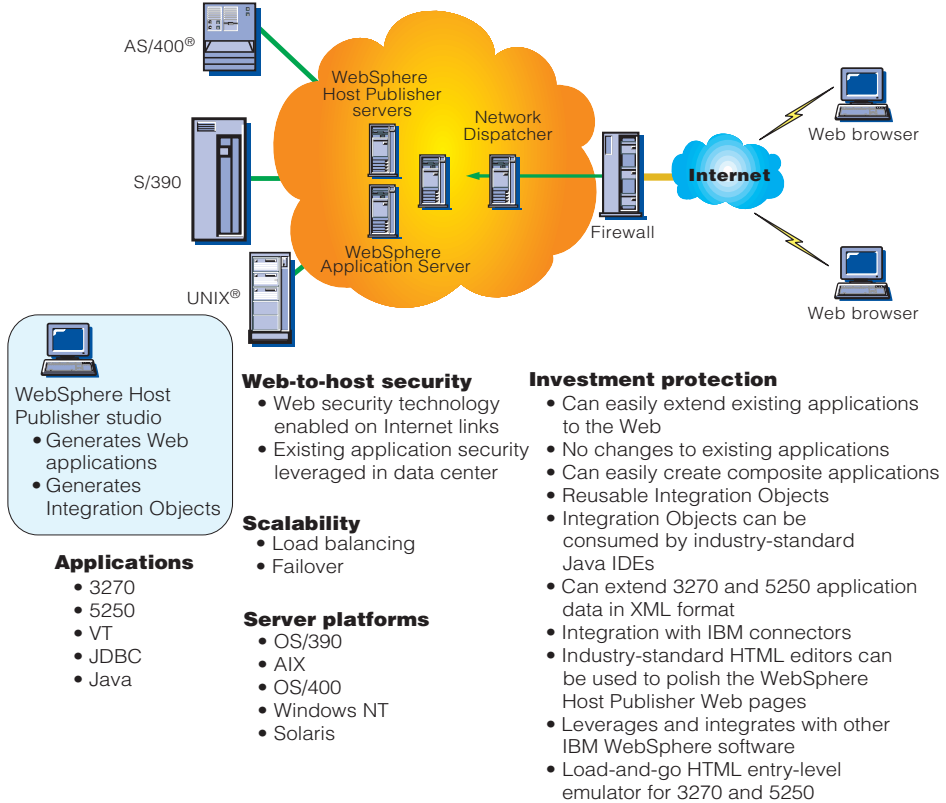 AS/400®
S/390
UNIX®
WebSphere
Host Publisher
servers
Network
Dispatcher
WebSphere
Application Server
Firewall
Internet
Web browser
Web browser
WebSphere Host
Publisher studio
• Generates Web
applications
• Generates
Integration Objects
Applications
• 3270
• 5250
• VT
• JDBC
• Java
Web-to-host security
• Web security technology
enabled on Internet links
• Existing application security
leveraged in data center
Scalability
• Load balancing
• Failover
Server platforms
• OS/390
• AIX
• OS/400
• Windows NT
• Solaris
Investment protection
• Can easily extend existing applications
to the Web
• No changes to existing applications
• Can easily create composite applications
• Reusable Integration Objects
• Integration Objects can be
consumed by industry-standard
Java IDEs
• Can extend 3270 and 5250 application
data in XML format
• Integration with IBM connectors
• Industry-standard HTML editors can
be used to polish the WebSphere
Host Publisher Web pages
• Leverages and integrates with other
IBM WebSphere software
• Load-and-go HTML entry-level
emulator for 3270 and 5250